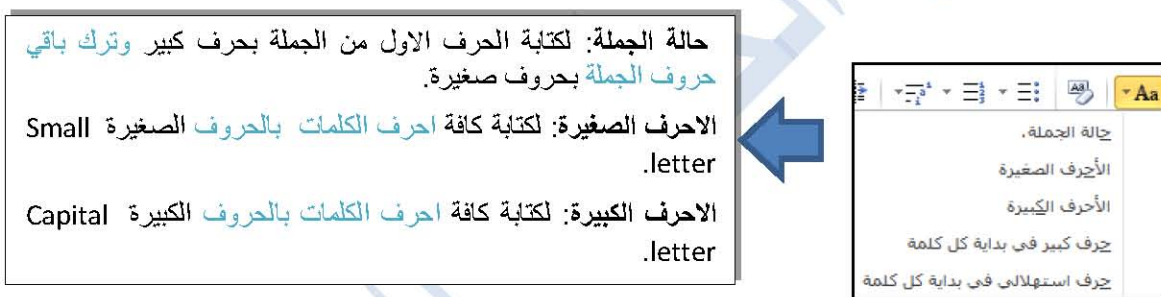 حالة الجملة: لكتابة الحرف الاول من الجملة بحرف كبير وترك باقي
حروف الجملة بحروف صغيرة.
الاحرف الصغيرة: لكتابة كافة احرف الكلمات بالحروف الصغيرة Small
letter.
الاحرف الكبيرة: لكتابة كافة احرف الكلمات بالحروف الكبيرة Capital
letter.
Aa
حالة الجملة.
الأحرف الصغيرة
الأحرف الكبيرة
حرف كبير في بداية كل كلمة
حرف استهلالي في بداية كل كلمة